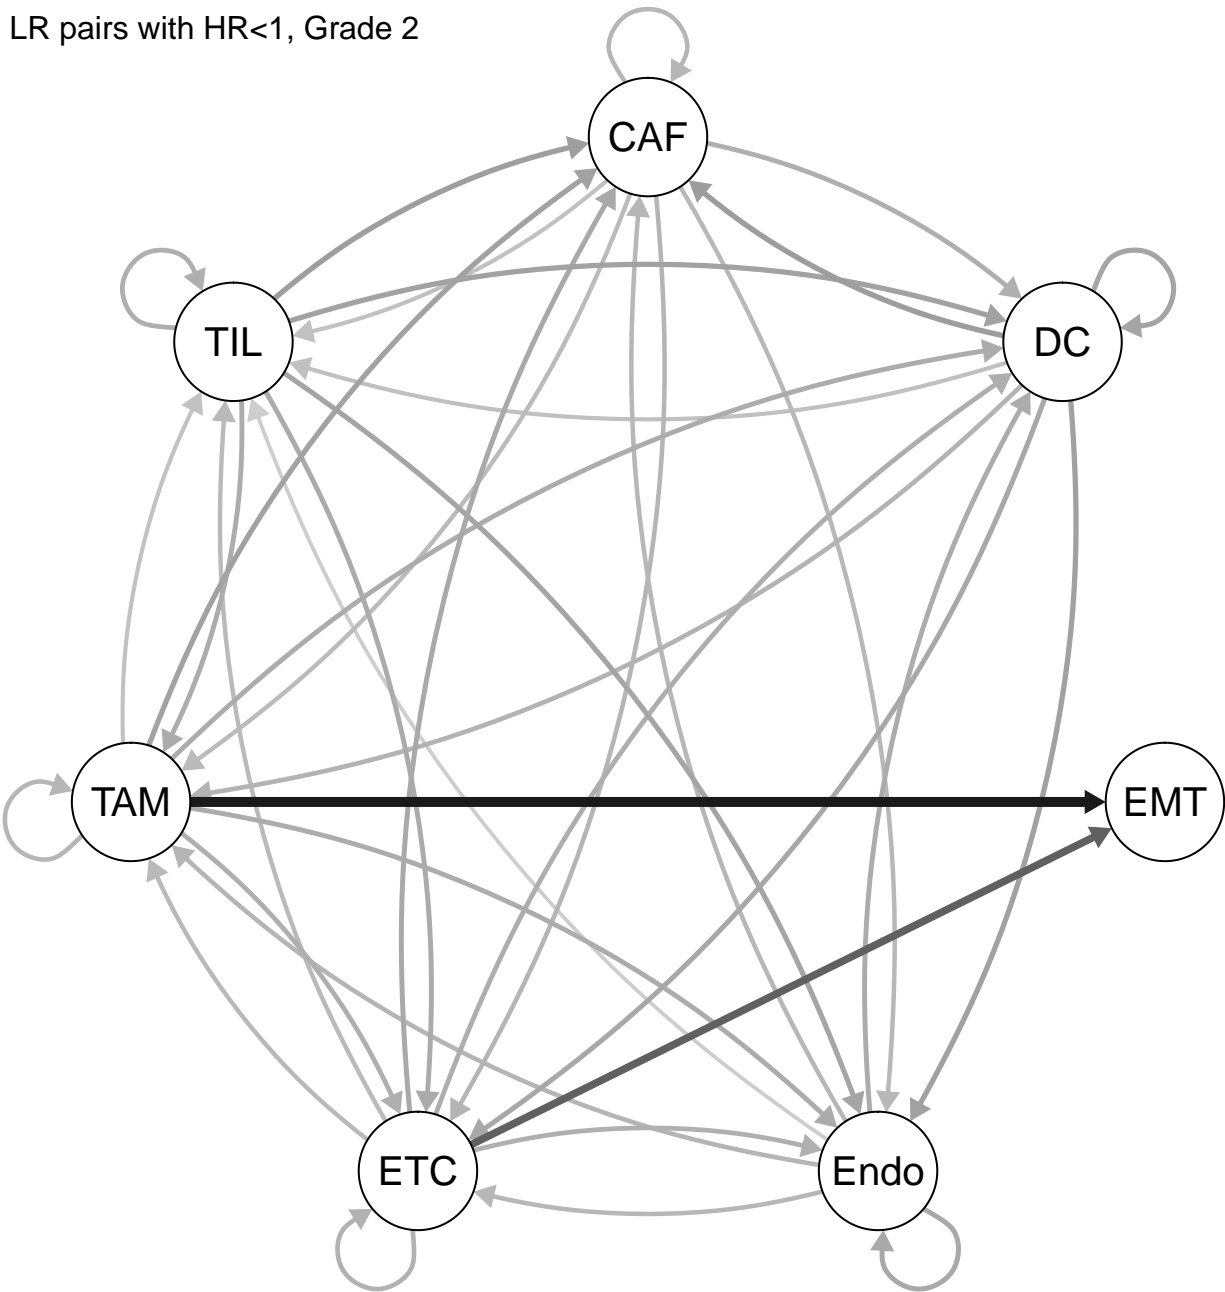 LR pairs with HR<1, Grade 2
CAF
TIL
DC
TAM
EMT
ETC
Endo